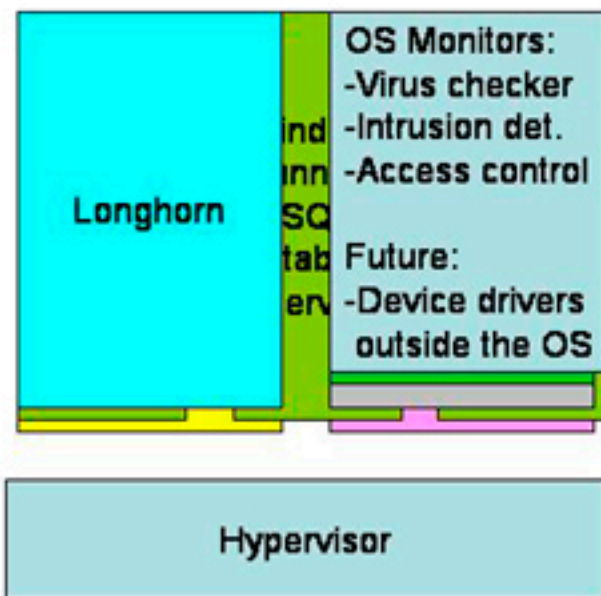 Longhorn
OS Monitors:
-Virus checker
-Intrusion det.
-Access control
Future:
-Device drivers
outside the OS
Hypervisor